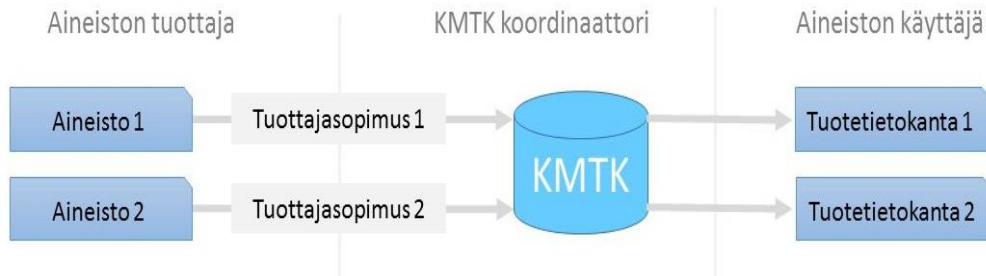 Aineiston tuottaja
KMTK koordinaattori
Aineiston käyttäjä
Aineisto 1
Tuottajasopimus 1
KMTK
Tuotetietokanta 1
Aineisto 2
Tuottajasopimus 2
Tuotetietokanta 2